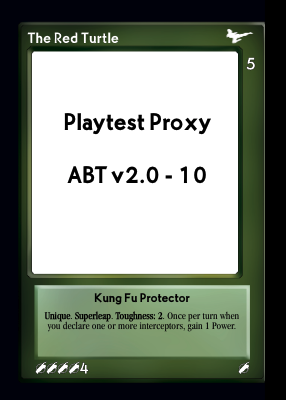 The Red Turtle
5
Playtest Proxy
ABT v2.0 - 10
Kung Fu Protector
Unique. Superleap. Toughness: 2. Once per turn when
you declare one or more interceptors, gain 1 Power.
4